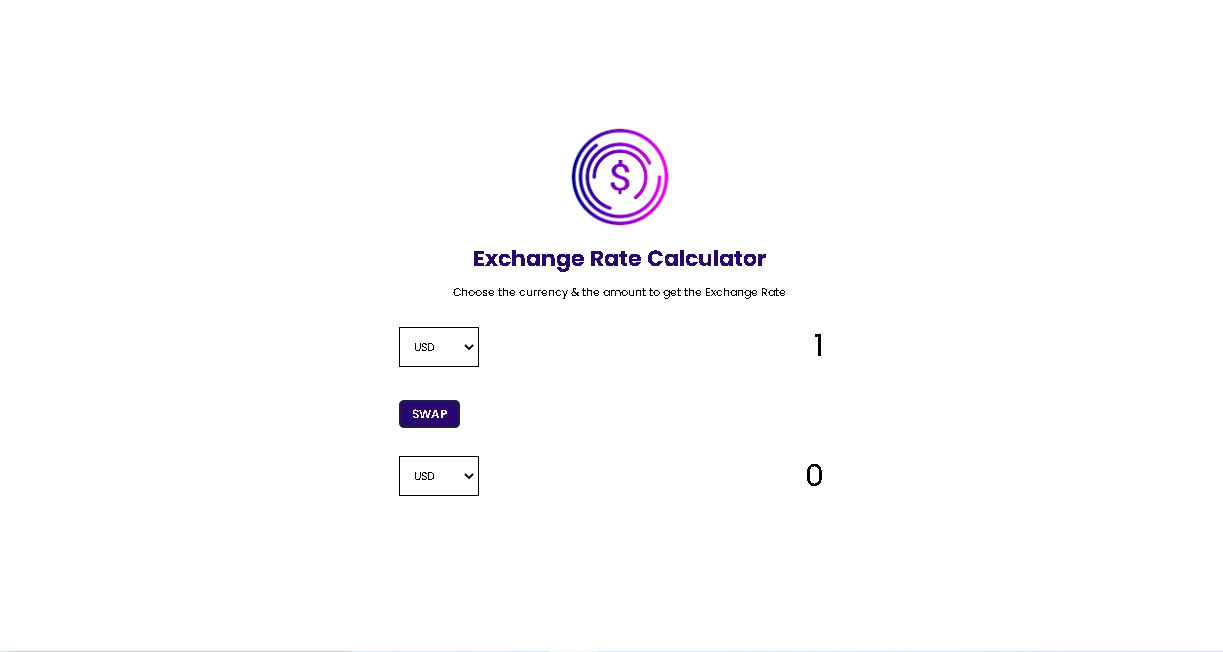 $
Exchange Rate Calculator
Choose the currency & the amount to get the Exchange Rate
USD 1
SWAP
USD 0